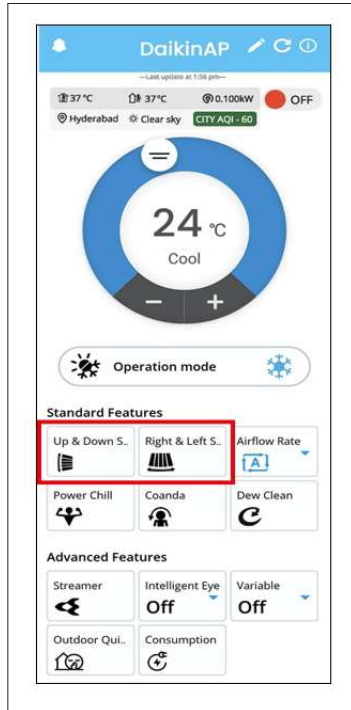 DaikinAP
—Last update at 1:56 pm—
37 °C 37°C 0.100kW OFF
Hyderabad Clear sky CITY AQI - 60
24 °C
Cool
− +
Operation mode
Standard Features
Up & Down S.. Right & Left S.. Airflow Rate
A
Power Chill Coanda Dew Clean
Advanced Features
Streamer Intelligent Eye Variable
Off Off
Outdoor Qui.. Consumption